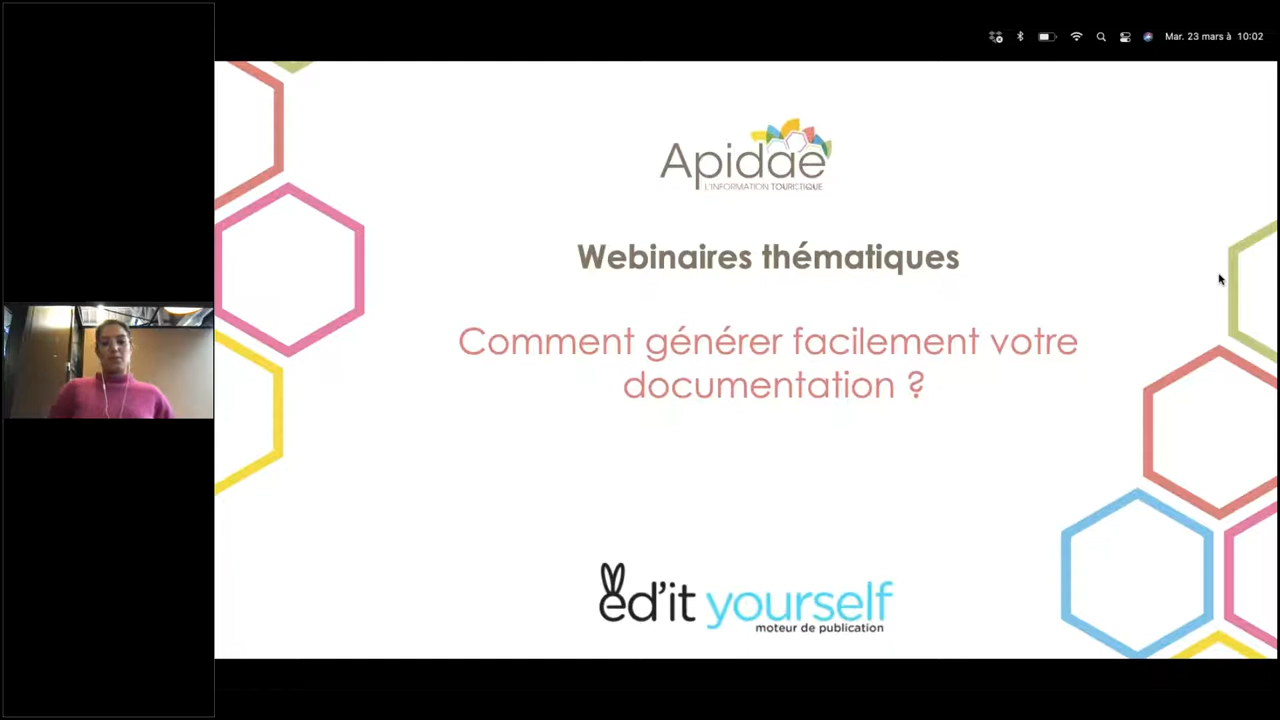 Mar. 23 mars à 10:02
Apidae
L'INFORMATION TOURISTIQUE
Webinaires thématiques
Comment générer facilement votre
documentation ?
ed'it yourself
moteur de publication